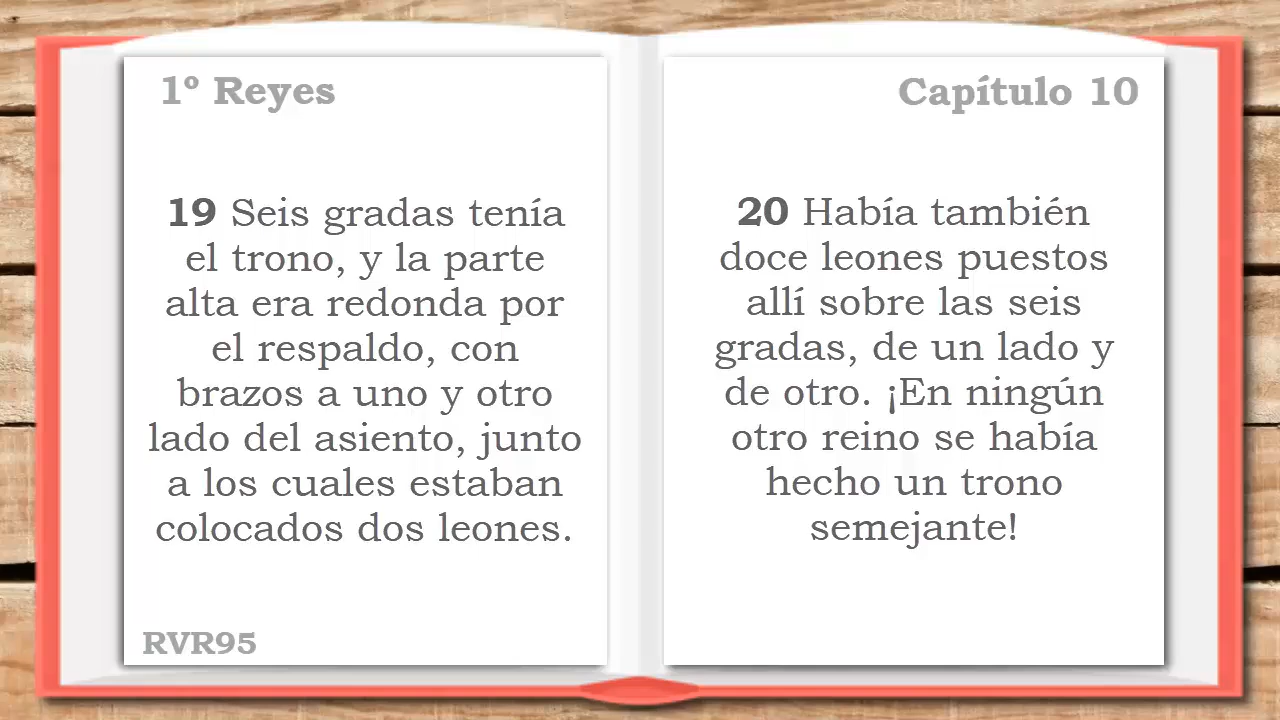 1º Reyes
19 Seis gradas tenía
el trono, y la parte
alta era redonda por
el respaldo, con
brazos a uno y otro
lado del asiento, junto
a los cuales estaban
colocados dos leones.
RVR95
Capítulo 10
20 Había también
doce leones puestos
allí sobre las seis
gradas, de un lado y
de otro. ¡En ningún
otro reino se había
hecho un trono
semejante!